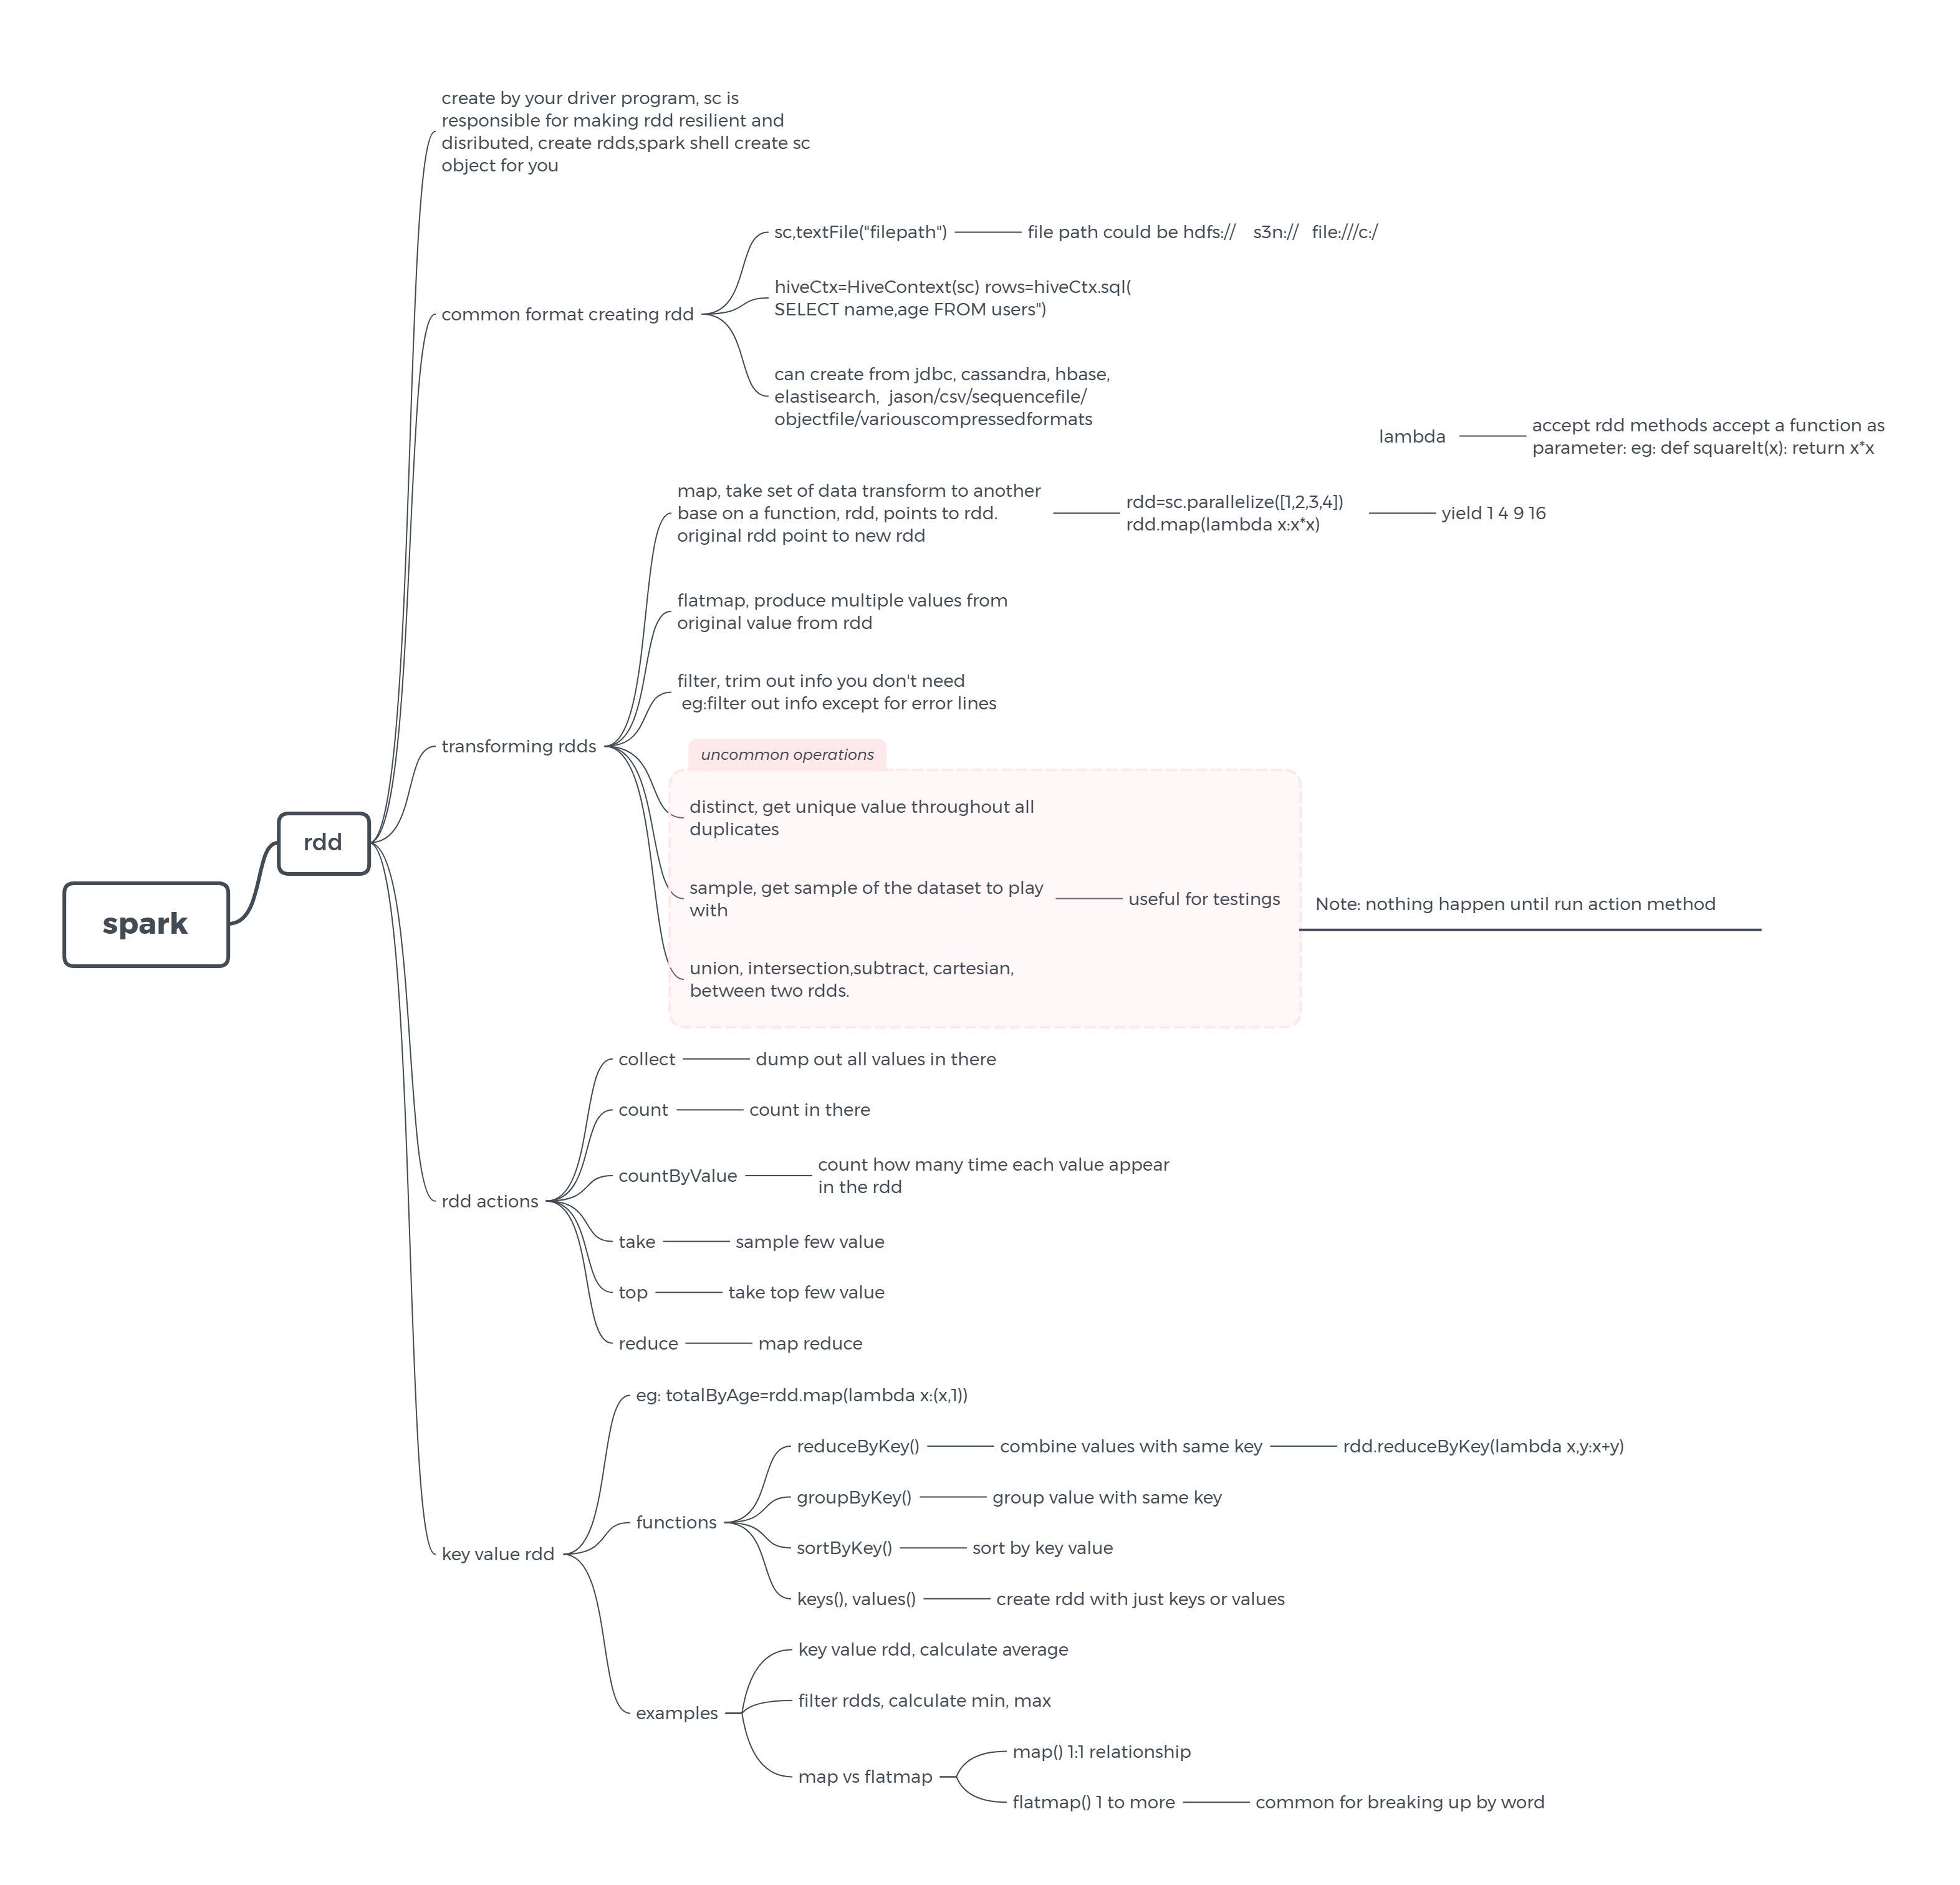 create by your driver program, sc is
responsible for making rdd resilient and
disributed, create rdds,spark shell create sc
object for you
sc,textFile("filepath")
file path could be hdfs://    s3n://   file:///c:/
hiveCtx=HiveContext(sc) rows=hiveCtx.sql(
SELECT name,age FROM users")
common format creating rdd
can create from jdbc, cassandra, hbase,
elastisearch,  jason/csv/sequencefile/
objectfile/variouscompressedformats
lambda
accept rdd methods accept a function as
parameter: eg: def squarelt(x): return x*x
map, take set of data transform to another
base on a function, rdd, points to rdd.
original rdd point to new rdd
rdd=sc.parallelize([1,2,3,4])
rdd.map(lambda x:x*x)
yield 1 4 9 16
flatmap, produce multiple values from
original value from rdd
filter, trim out info you don't need
eg:filter out info except for error lines
transforming rdds
uncommon operations
distinct, get unique value throughout all
duplicates
rdd
spark
sample, get sample of the dataset to play
with
useful for testings
Note: nothing happen until run action method
union, intersection,subtract, cartesian,
between two rdds.
collect
dump out all values in there
count
count in there
countByValue
count how many time each value appear
in the rdd
rdd actions
take
sample few value
top
take top few value
reduce
map reduce
eg: totalByAge=rdd.map(lambda x:(x,1))
reduceByKey()
combine values with same key
rdd.reduceByKey(lambda x,y:x+y)
groupByKey()
group value with same key
functions
sortByKey()
sort by key value
key value rdd
keys(), values()
create rdd with just keys or values
key value rdd, calculate average
filter rdds, calculate min, max
examples
map() 1:1 relationship
map vs flatmap
flatmap() 1 to more
common for breaking up by word